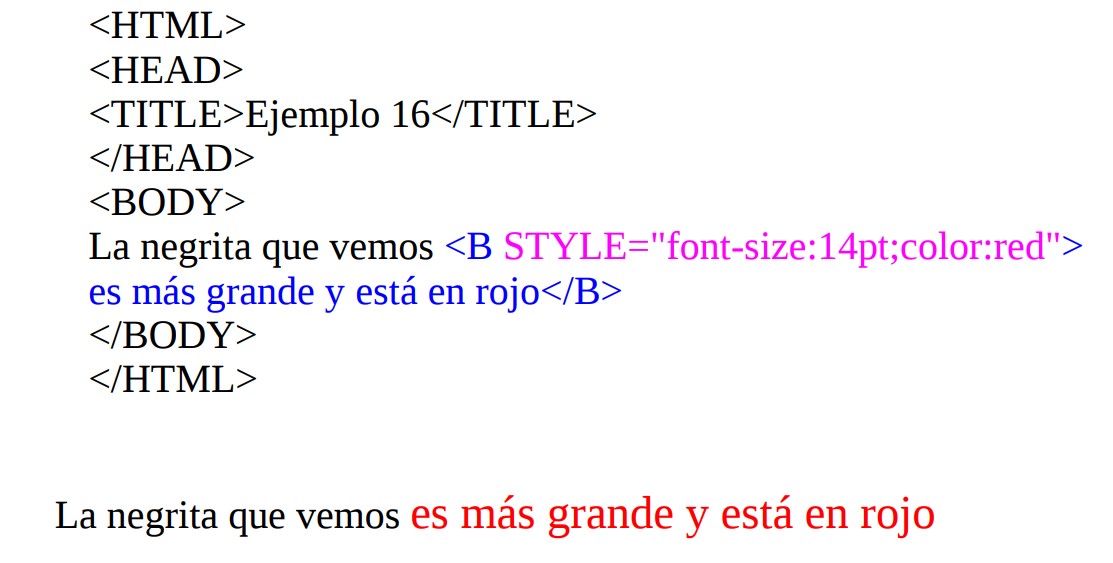 <HTML>
<HEAD>
<TITLE>Ejemplo 16</TITLE>
</HEAD>
<BODY>
La negrita que vemos <B STYLE="font-size:14pt;color:red">
es más grande y está en rojo</B>
</BODY>
</HTML>
La negrita que vemos es más grande y está en rojo